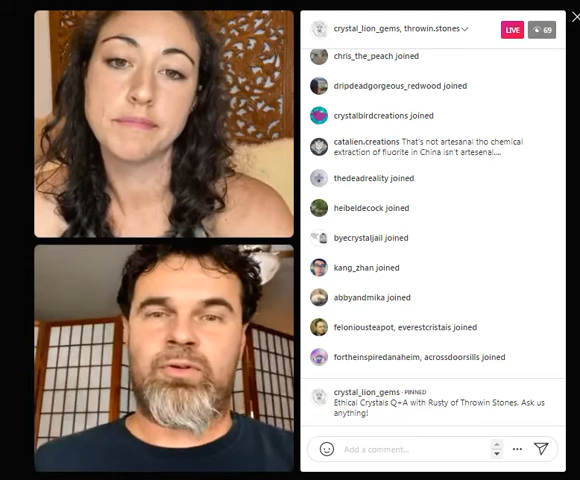 crystal_lion_gems, throwin.stones
LIVE
69
chris_the_peach joined
dripdeadgorgeous_redwood joined
crystalbirdcreations joined
catalien.creations That's not artesanal tho chemical
extraction of fluorite in China isn't artesenal....
thedeadreality joined
heibeldecock joined
byecrystaljail joined
kang_zhan joined
abbyandmika joined
feloniousteapot, everestcristais joined
fortheinspiredanaheim, acrossdoorsills joined
crystal_lion_gems · PINNED
Ethical Crystals Q+A with Rusty of Throwin Stones. Ask us
anything!
Add a comment...